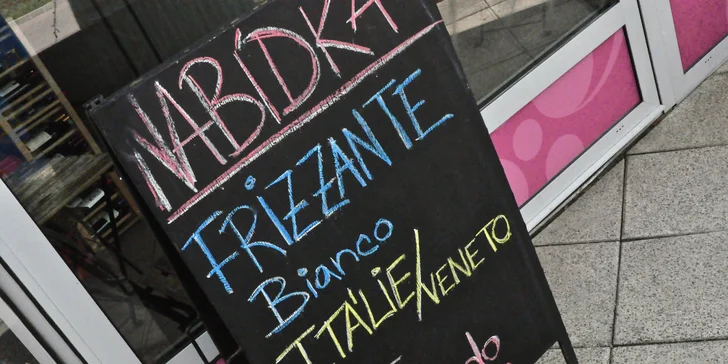 NABÍDKA
FRIZZANTE
Bianco
ITÁLIE/VENETO